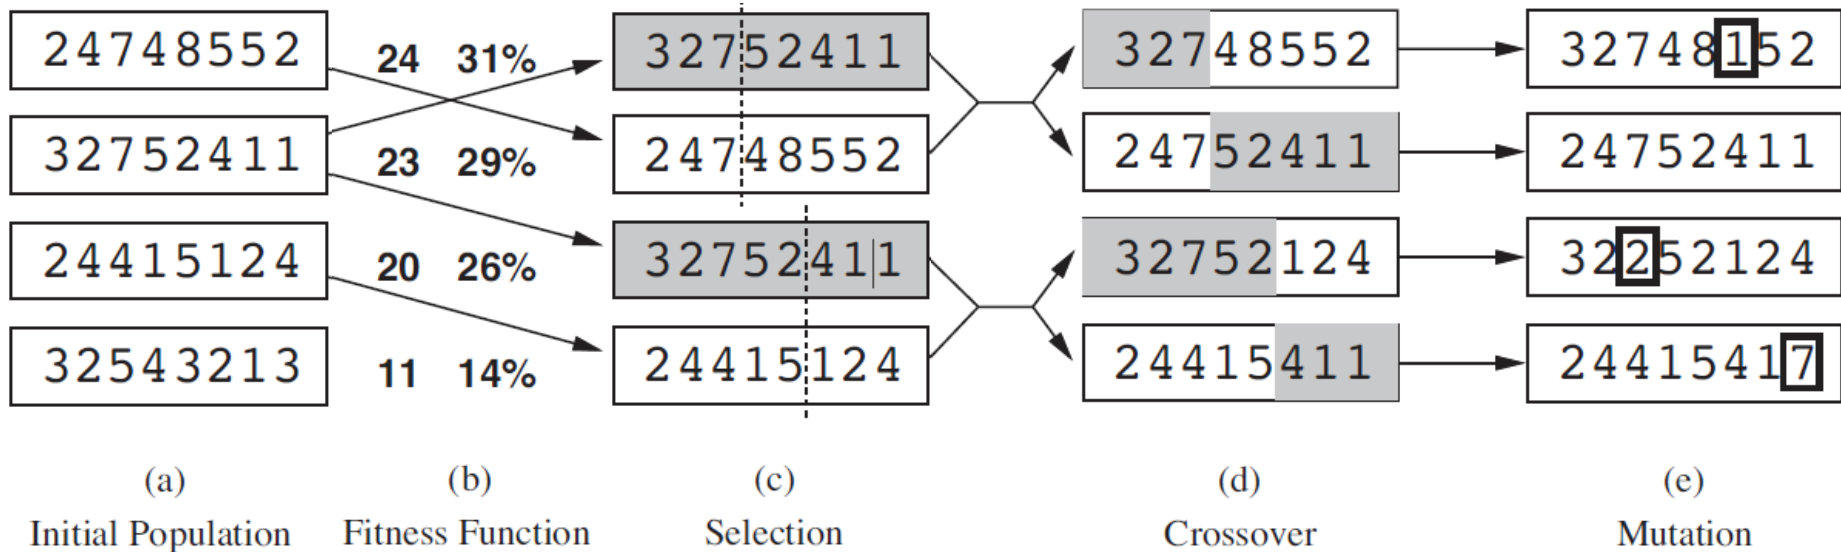 24748552 24 31% 32752411 32748552 32748152
32752411 23 29% 24748552 24752411 24752411
24415124 20 26% 32752411 32752124 32252124
32543213 11 14% 24415124 24415411 24415417
(a) (b) (c) (d) (e)
Initial Population Fitness Function Selection Crossover Mutation